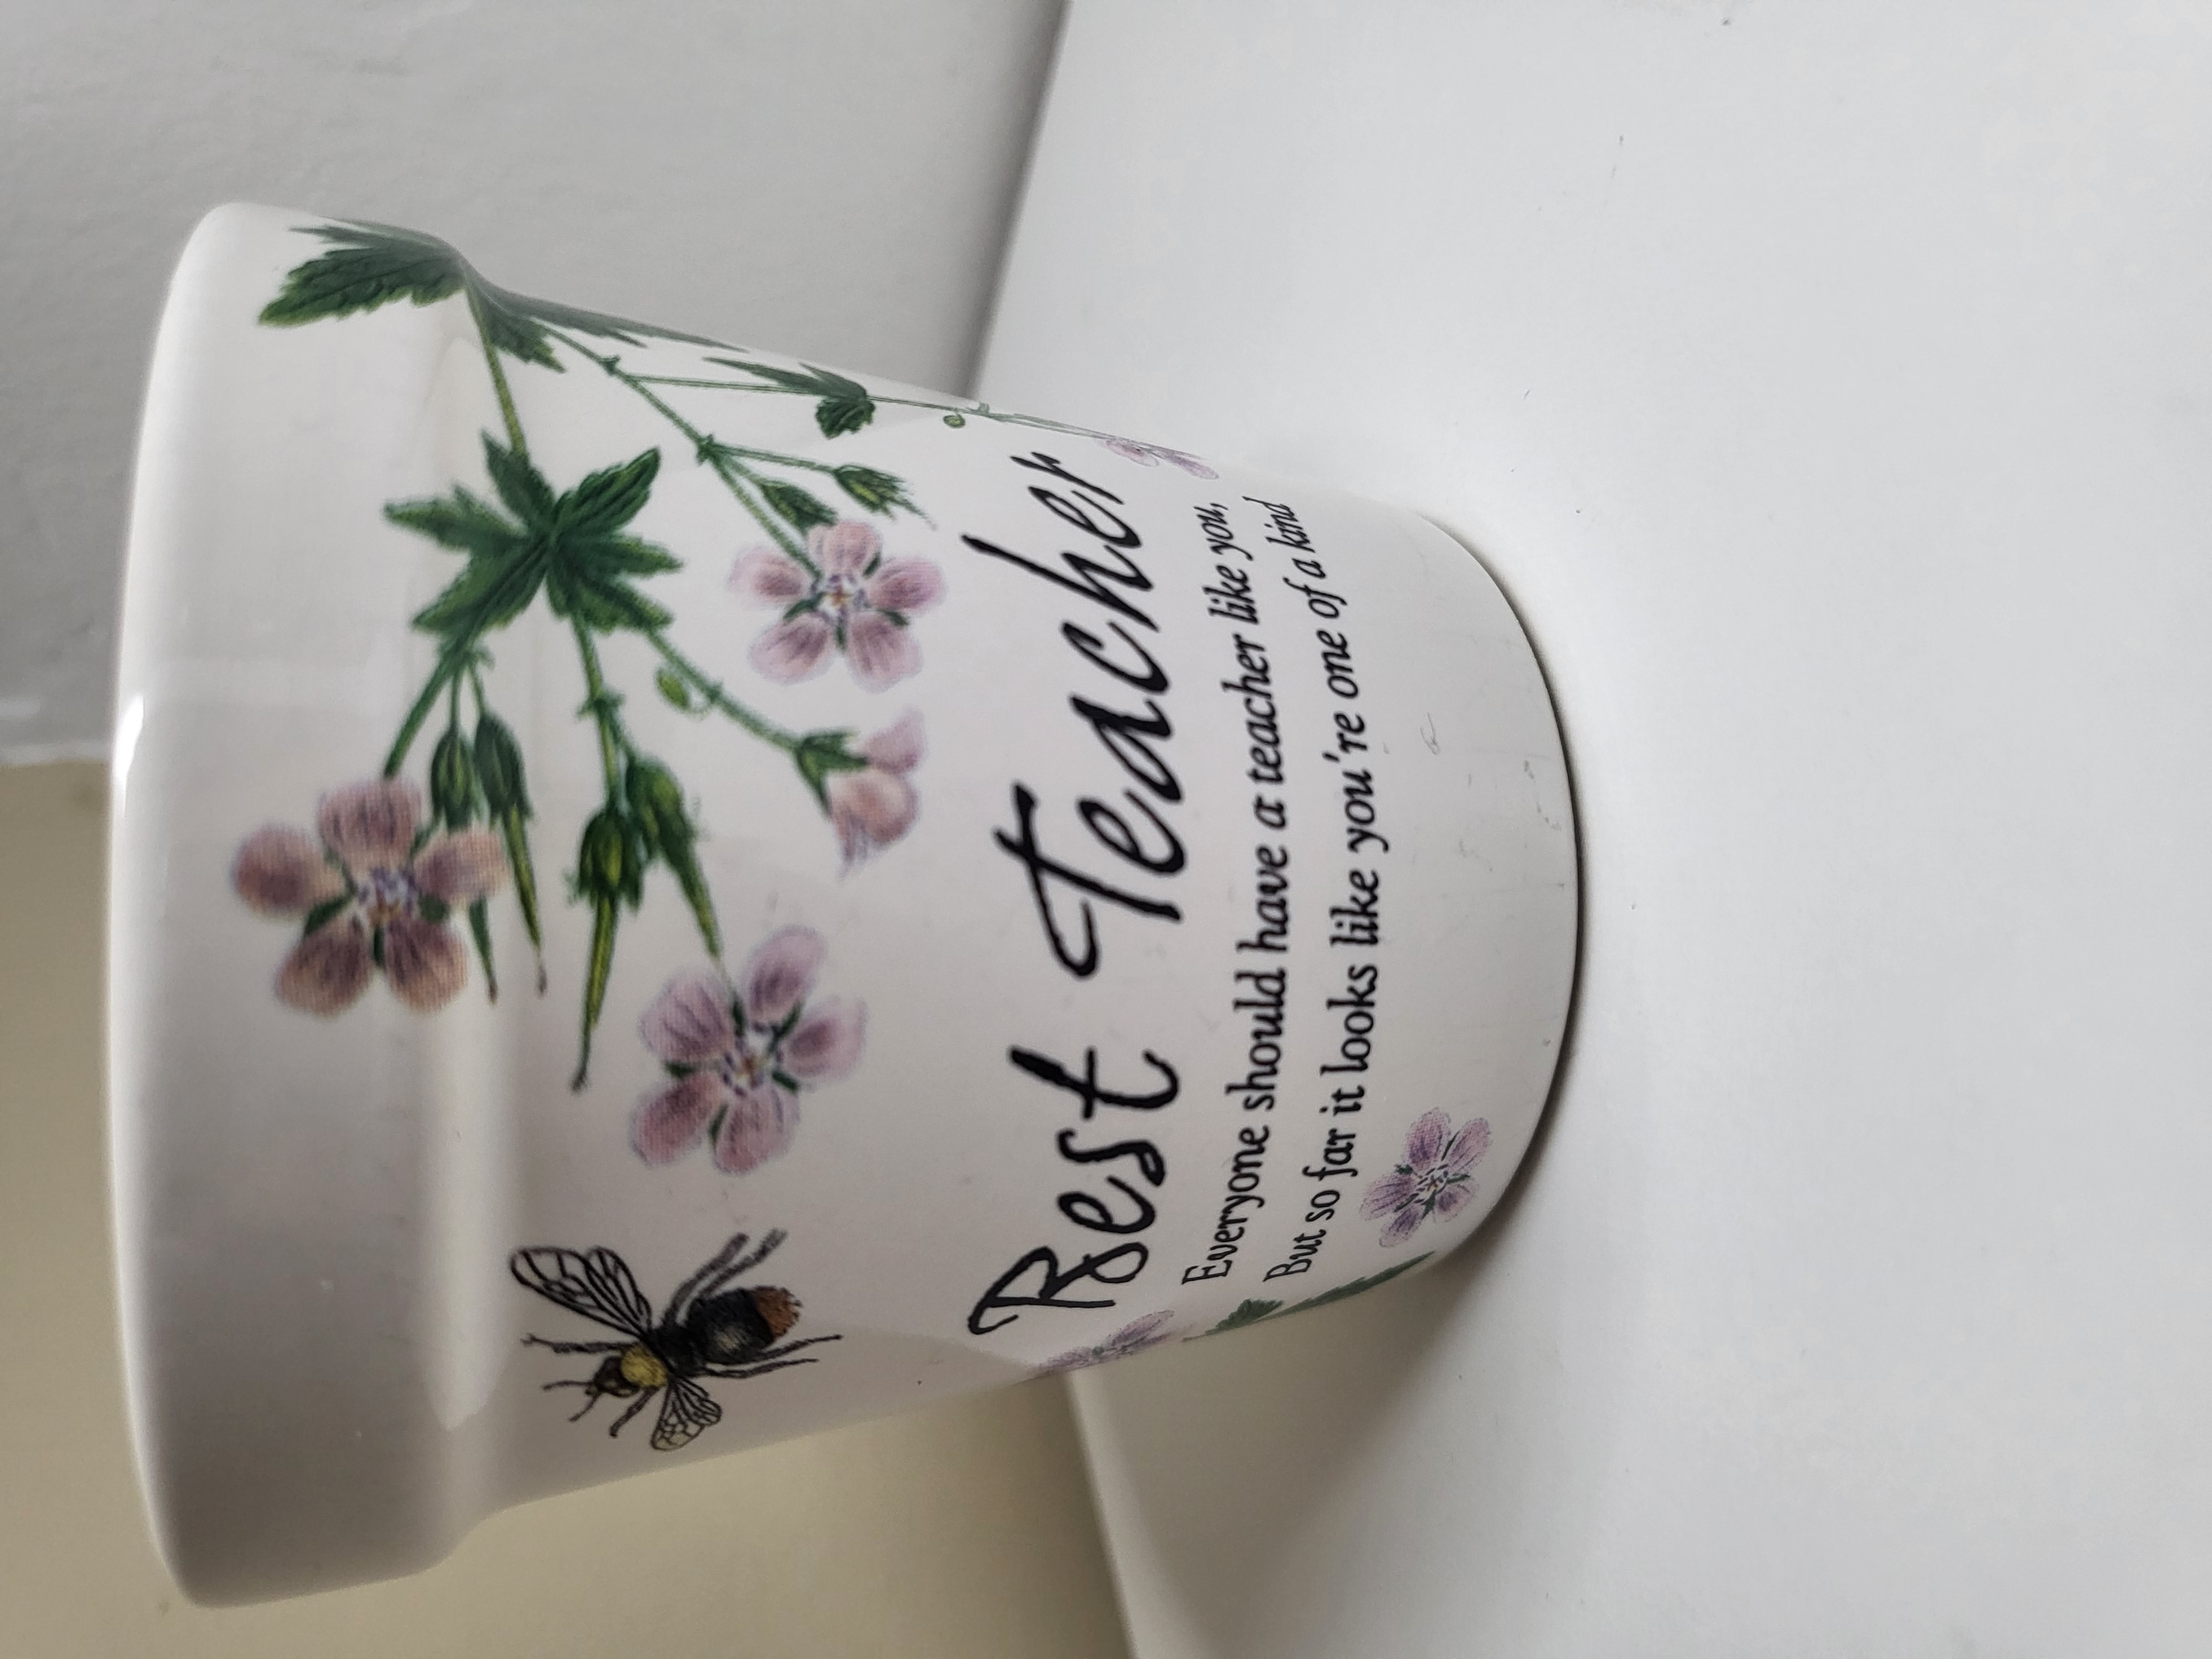 Best Teacher
Everyone should have a teacher like you,
But so far it looks like you're one of a kind